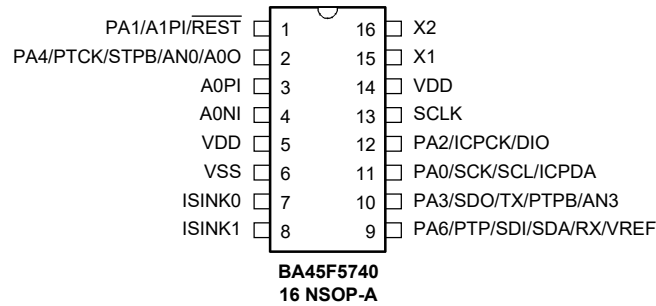 PA1/A1PI/REST 1 16 X2
PA4/PTCK/STPB/AN0/A0O 2 15 X1
A0PI 3 14 VDD
A0NI 4 13 SCLK
VDD 5 12 PA2/ICPCK/DIO
VSS 6 11 PA0/SCK/SCL/ICPDA
ISINK0 7 10 PA3/SDO/TX/PTPB/AN3
ISINK1 8 9 PA6/PTP/SDI/SDA/RX/VREF
BA45F5740
16 NSOP-A